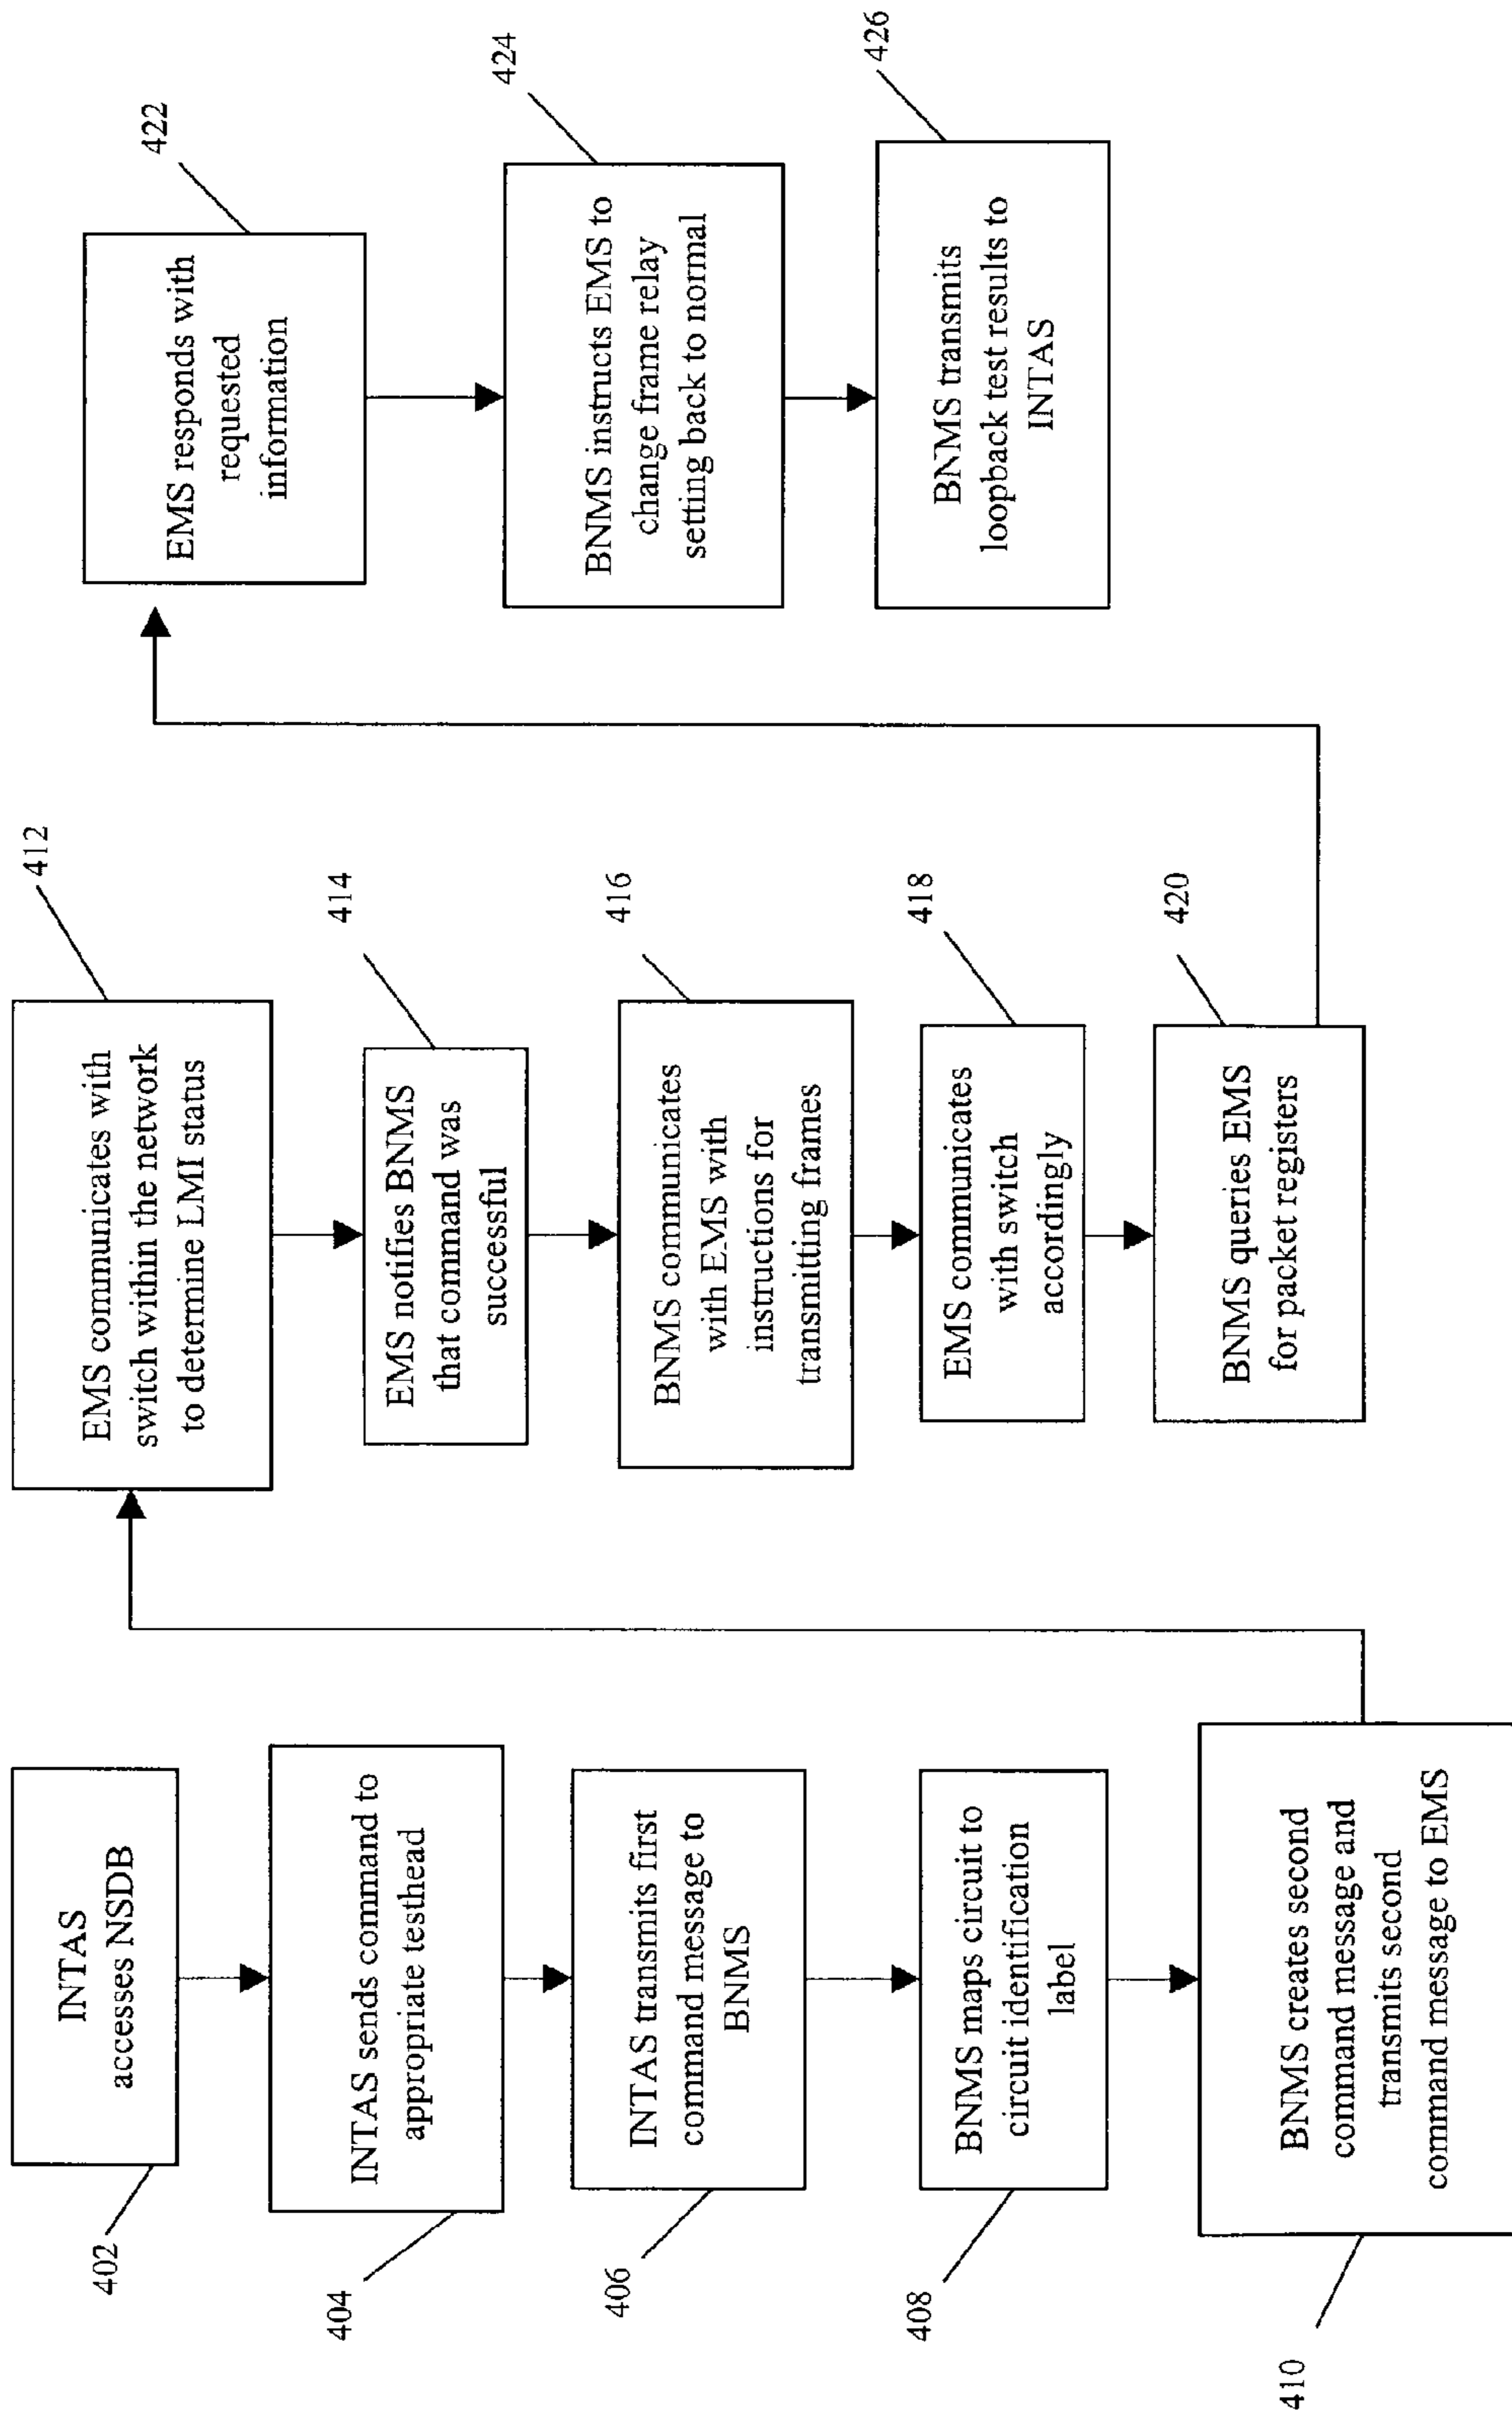 INTAS
accesses NSDB
402
INTAS sends command to
appropriate testhead
404
INTAS transmits first
command message to
BNMS
406
BNMS maps circuit to
circuit identification
label
408
BNMS creates second
command message and
transmits second
command message to EMS
410
EMS communicates with
switch within the network
to determine LMI status
412
EMS notifies BNMS
that command was
successful
414
BNMS communicates
with EMS with
instructions for
transmitting frames
416
EMS communicates
with switch
accordingly
418
BNMS queries EMS
for packet registers
420
EMS responds with
requested
information
422
BNMS instructs EMS to
change frame relay
setting back to normal
424
BNMS transmits
loopback test results to
INTAS
426